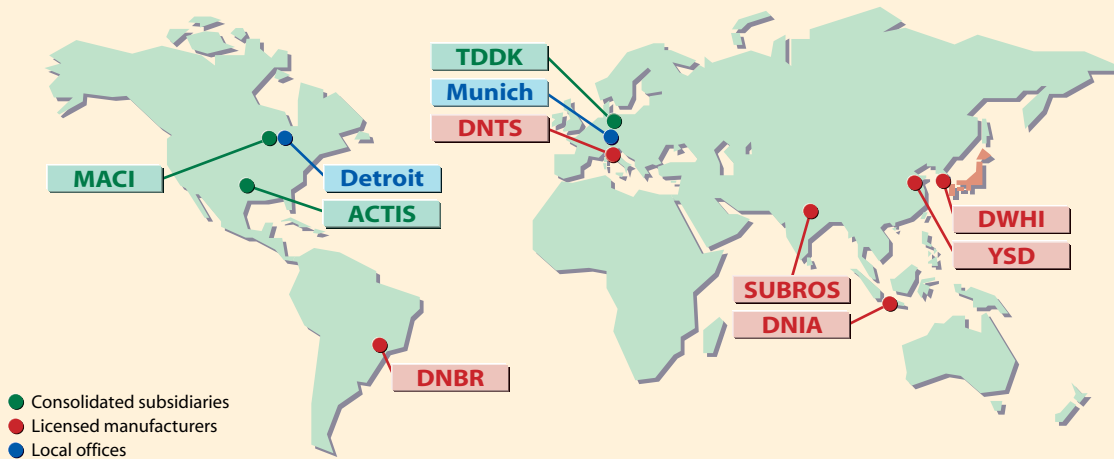 TDDK
Munich
DNTS
MACI
Detroit
ACTIS
DWHI
YSD
SUBROS
DNIA
DNBR
Consolidated subsidiaries
Licensed manufacturers
Local offices